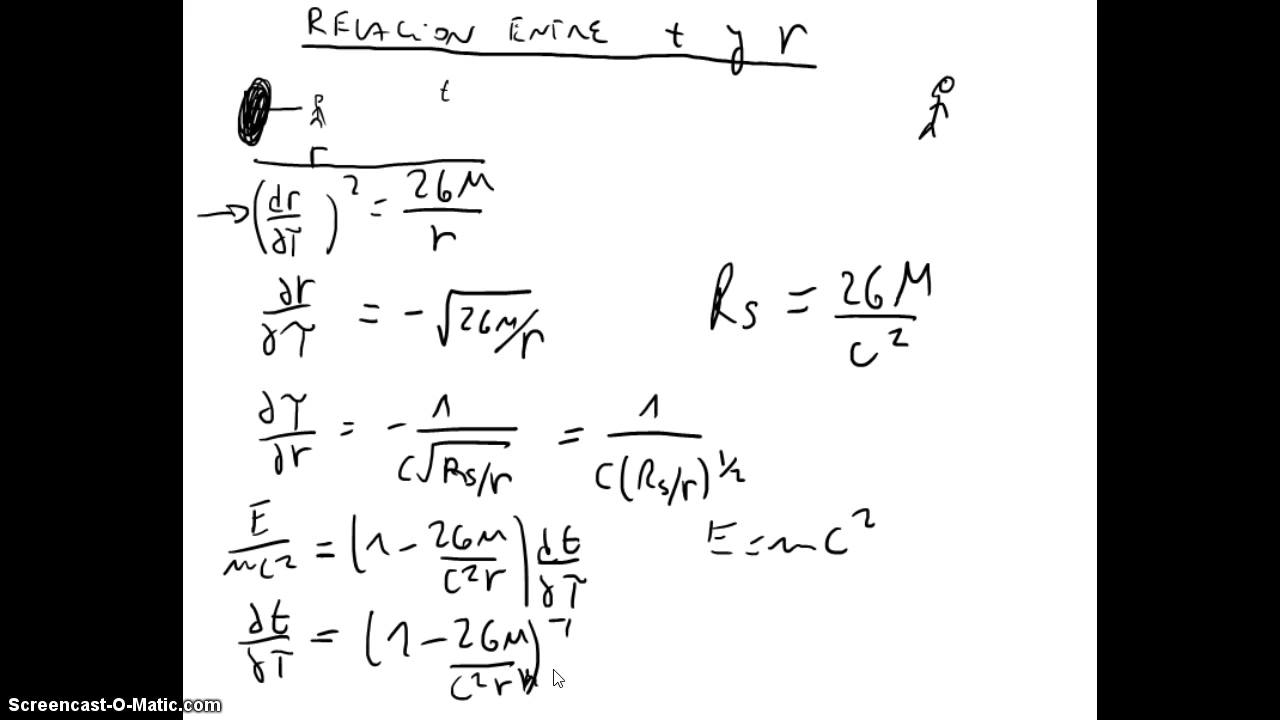 RELACION ENTRE t y r
t
r
→ (dr/dτ)² = 2GM/r
dr/dτ = -√2GM/r
Rs = 2GM/c²
dτ/dr = - 1/c√Rs/r = 1/c(Rs/r)^1/2
E/mc² = (1 - 2GM/c²r) dt/dτ
E=mc²
dt/dτ = (1 - 2GM/c²r)^-1
Screencast-O-Matic.com